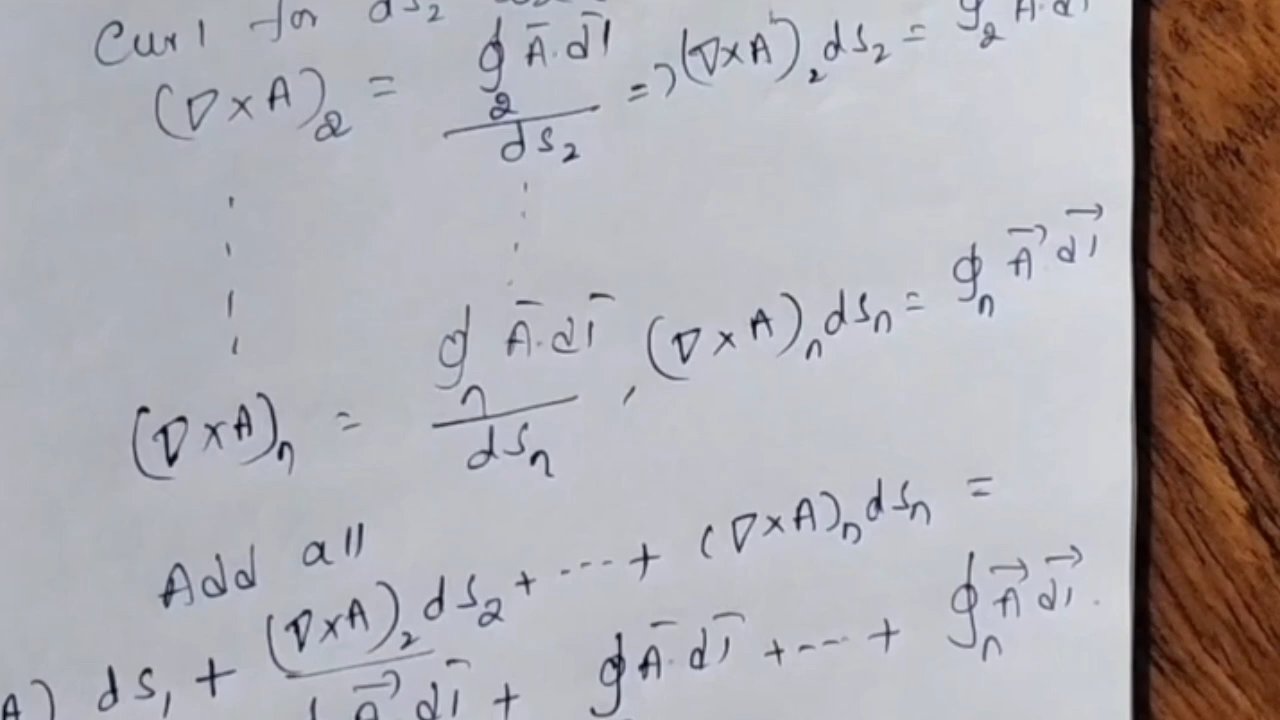 Curl for ds₂
(∇×A)₂ = ∮₂ Ā.dl̄ / ds₂ => (∇×A)₂ ds₂ = ∮₂ Ā.dl̄
(∇×A)ₙ = ∮ₙ Ā.dl̄ / dsₙ , (∇×A)ₙ dsₙ = ∮ₙ A⃗.dl⃗
Add all
A) ds₁ + (∇×A)₂ ds₂ + ---- + (∇×A)ₙ dsₙ =
A⃗ dl̄ + ∮ Ā.dl̄ + --- + ∮ₙ A⃗ dl⃗.